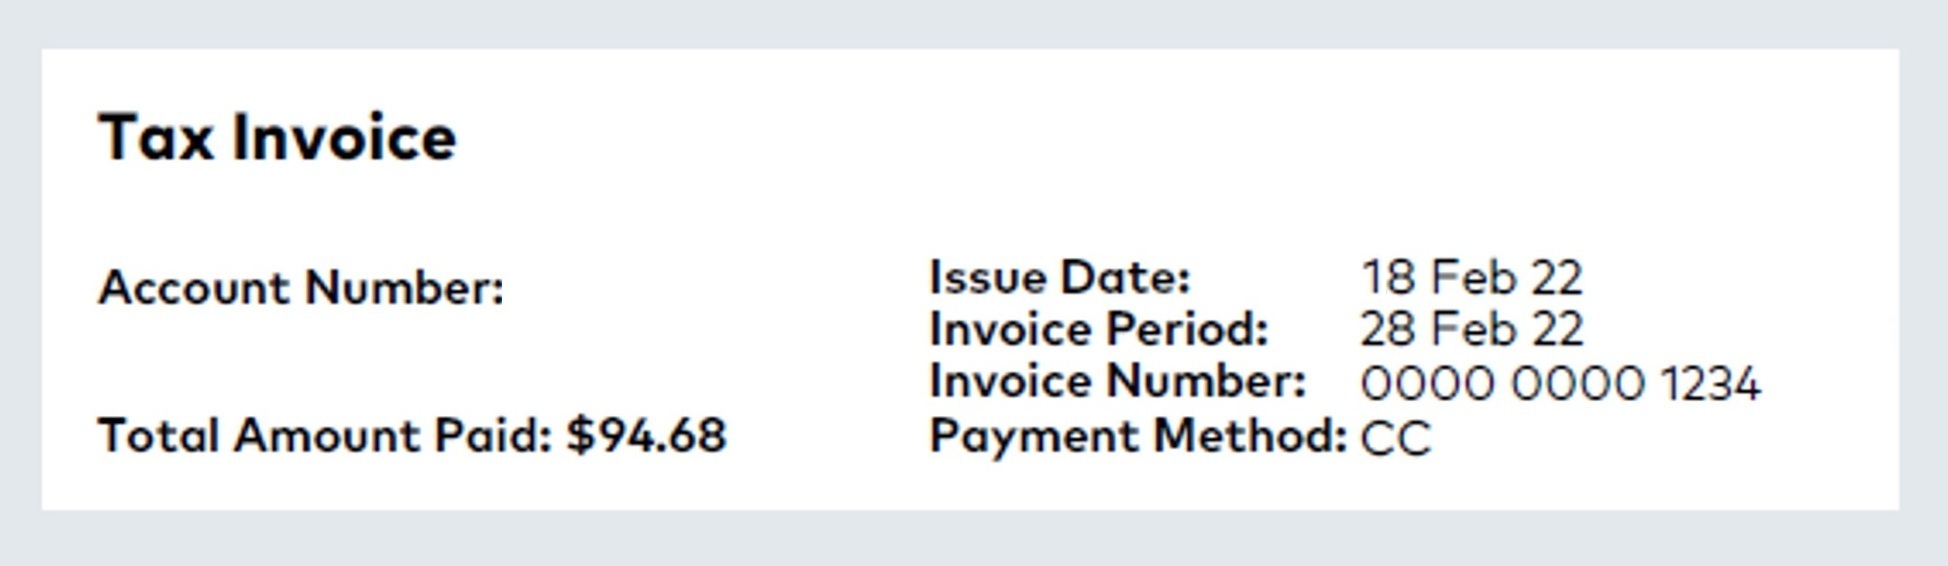 Tax Invoice
Account Number:
Total Amount Paid: $94.68
Issue Date: 18 Feb 22
Invoice Period: 28 Feb 22
Invoice Number: 0000 0000 1234
Payment Method: CC